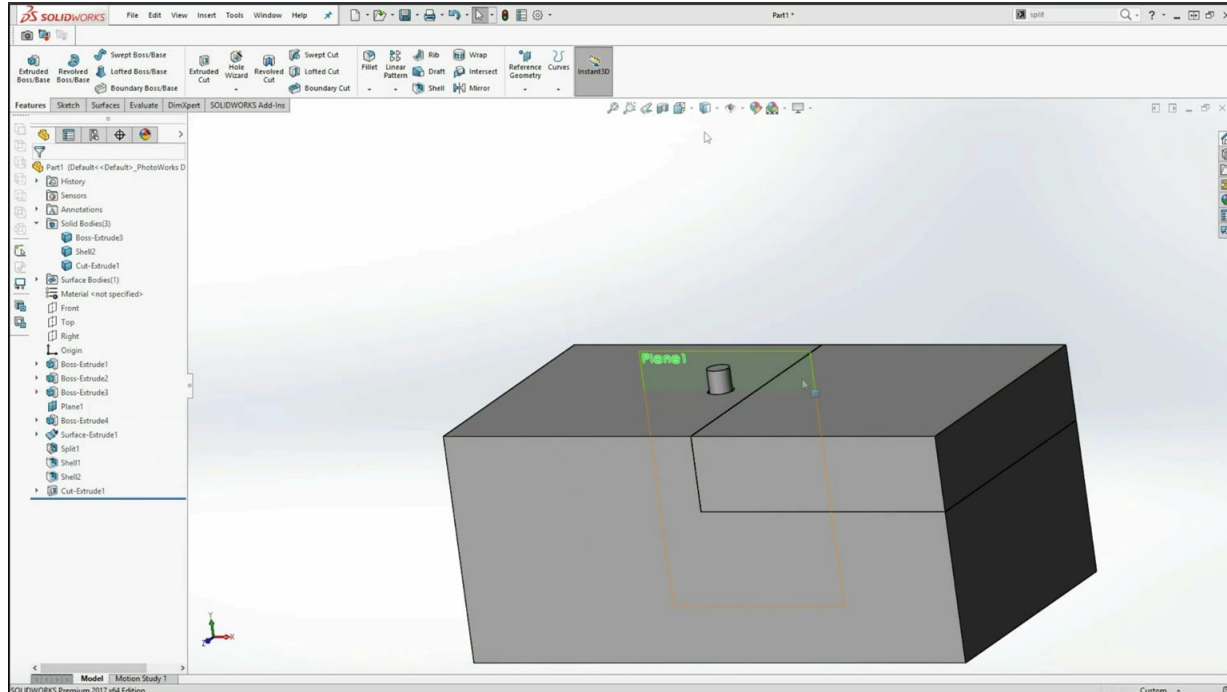 SOLIDWORKS File Edit View Insert Tools Window Help Part1 * split
Extruded Boss/Base
Revolved Boss/Base
Swept Boss/Base
Lofted Boss/Base
Boundary Boss/Base
Extruded Cut
Hole Wizard
Revolved Cut
Swept Cut
Lofted Cut
Boundary Cut
Fillet
Linear Pattern
Rib
Draft
Shell
Wrap
Intersect
Mirror
Reference Geometry
Curves
Instant3D
Features Sketch Surfaces Evaluate DimXpert SOLIDWORKS Add-Ins
Part1 (Default<<Default>_PhotoWorks D
History
Sensors
Annotations
Solid Bodies(3)
Boss-Extrude3
Shell2
Cut-Extrude1
Surface Bodies(1)
Material <not specified>
Front
Top
Right
Origin
Boss-Extrude1
Boss-Extrude2
Boss-Extrude3
Plane1
Boss-Extrude4
Surface-Extrude1
Split1
Shell1
Shell2
Cut-Extrude1
Plane1
Y
X
Z
Model Motion Study 1
SOLIDWORKS Premium 2017 x64 Edition
Custom